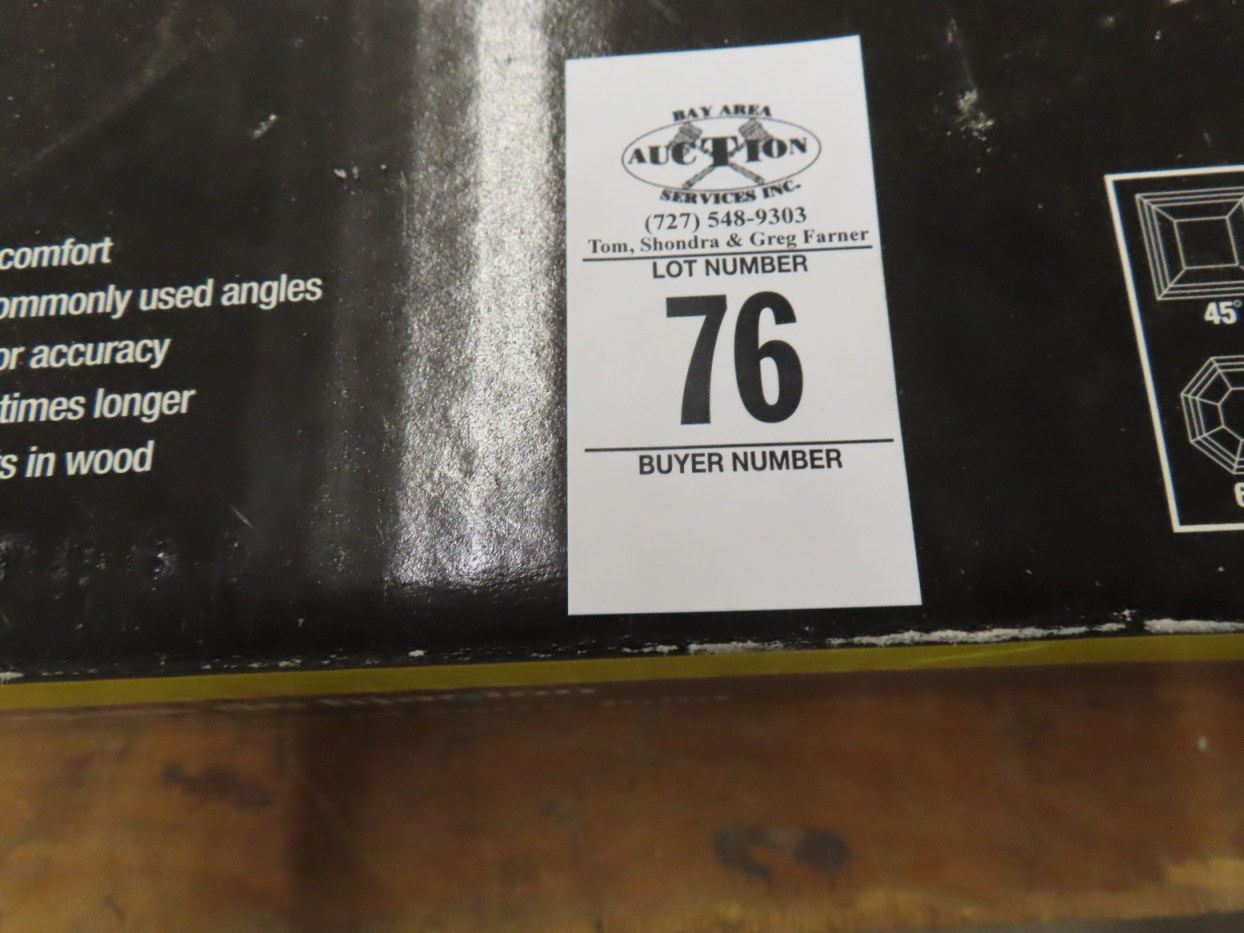 comfort
ommonly used angles
or accuracy
times longer
s in wood
BAY AREA
AUCTION
SERVICES INC.
(727) 548-9303
Tom, Shondra & Greg Farner
LOT NUMBER
76
BUYER NUMBER
45°